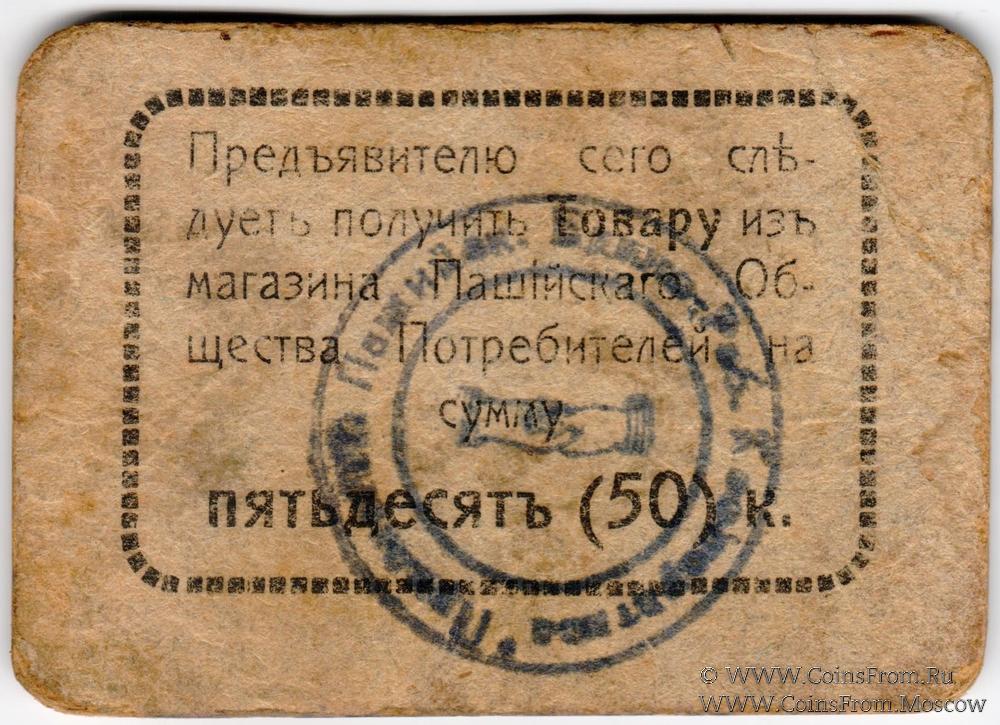 Предъявителю сего слѣ-
дуетъ получить Товару изъ
магазина Пашійскаго Об-
щества Потребителей на
сумму
пятьдесятъ (50) к.
© WWW.CoinsFrom.Ru
WWW.CoinsFrom.Moscow